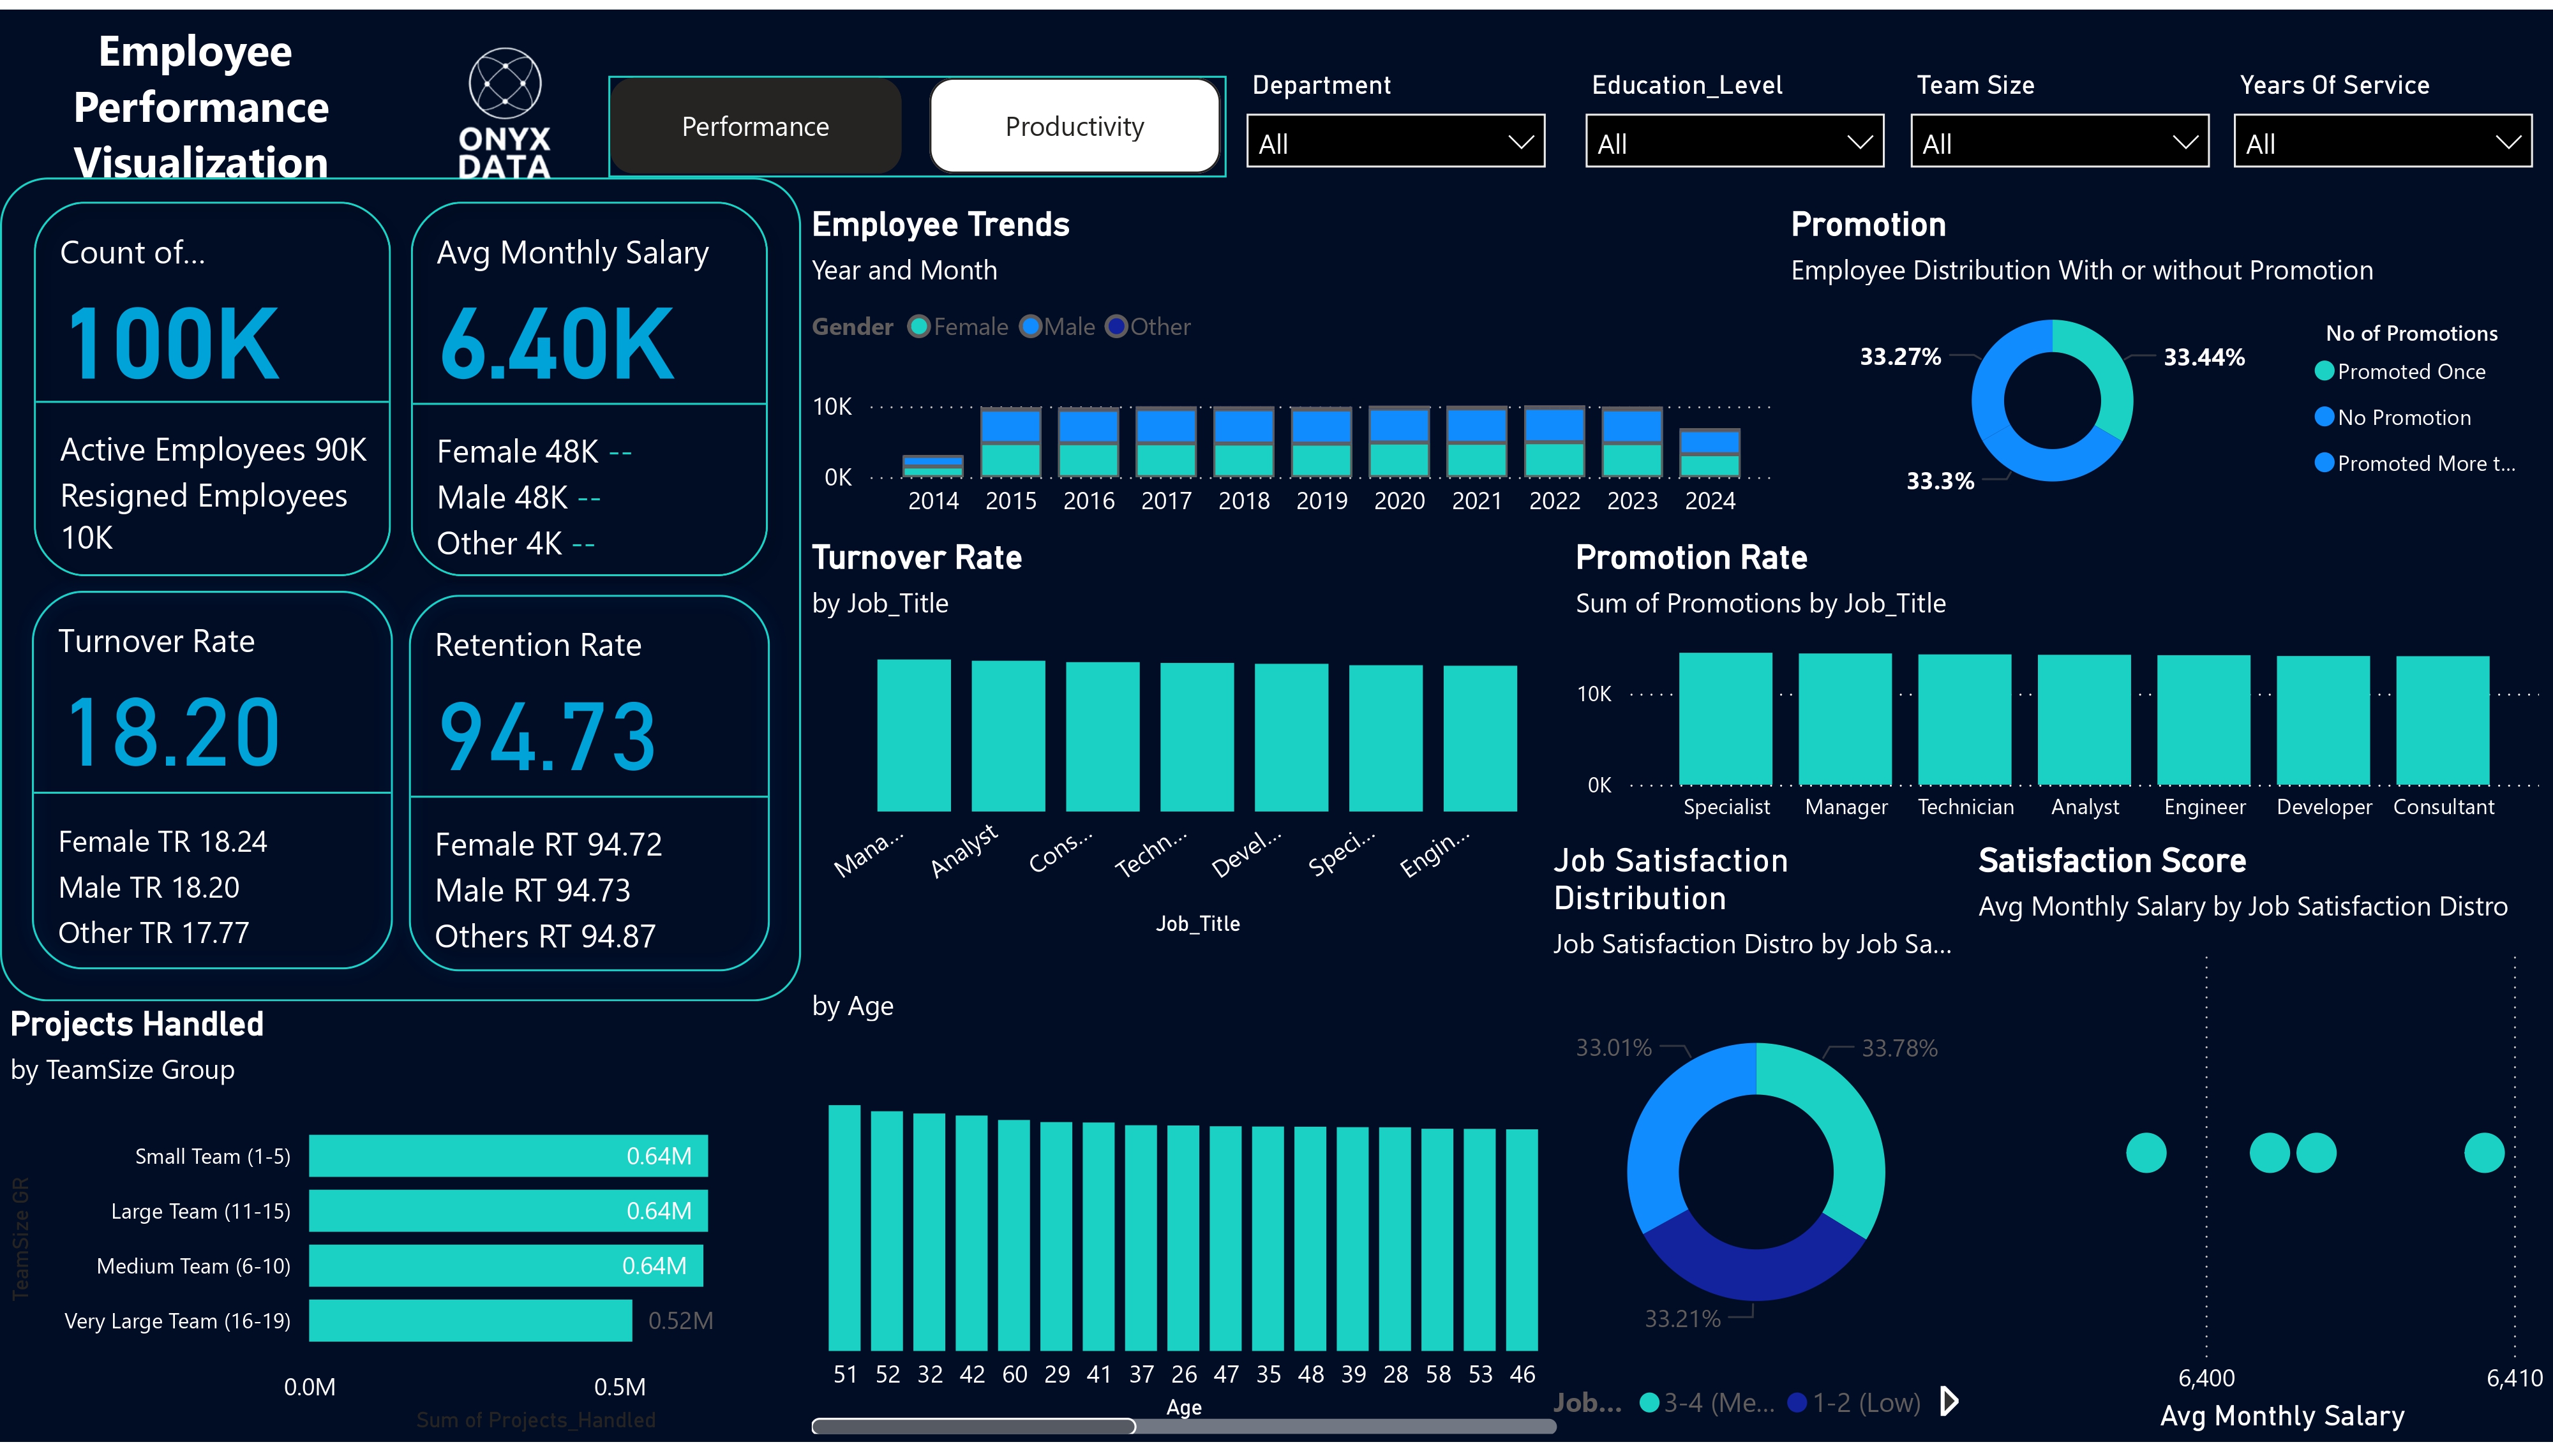 Employee
Performance
Visualization
ONYX
DATA
Performance
Productivity
Department
All
Education_Level
All
Team Size
All
Years Of Service
All
Count of...
100K
Active Employees 90K
Resigned Employees
10K
Avg Monthly Salary
6.40K
Female 48K --
Male 48K --
Other 4K --
Turnover Rate
18.20
Female TR 18.24
Male TR 18.20
Other TR 17.77
Retention Rate
94.73
Female RT 94.72
Male RT 94.73
Others RT 94.87
Projects Handled
by TeamSize Group
TeamSize GR
Small Team (1-5)
0.64M
Large Team (11-15)
0.64M
Medium Team (6-10)
0.64M
Very Large Team (16-19)
0.52M
0.0M
0.5M
Sum of Projects_Handled
Employee Trends
Year and Month
Gender Female Male Other
10K
0K
2014 2015 2016 2017 2018 2019 2020 2021 2022 2023 2024
Promotion
Employee Distribution With or without Promotion
33.27%
33.44%
33.3%
No of Promotions
Promoted Once
No Promotion
Promoted More t...
Turnover Rate
by Job_Title
Mana... Analyst Cons... Techn... Devel... Speci... Engin...
Job_Title
Promotion Rate
Sum of Promotions by Job_Title
10K
0K
Specialist Manager Technician Analyst Engineer Developer Consultant
by Age
51 52 32 42 60 29 41 37 26 47 35 48 39 28 58 53 46
Age
Job Satisfaction
Distribution
Job Satisfaction Distro by Job Sa...
33.01%
33.78%
33.21%
Job... 3-4 (Me... 1-2 (Low)
Satisfaction Score
Avg Monthly Salary by Job Satisfaction Distro
6,400
6,410
Avg Monthly Salary